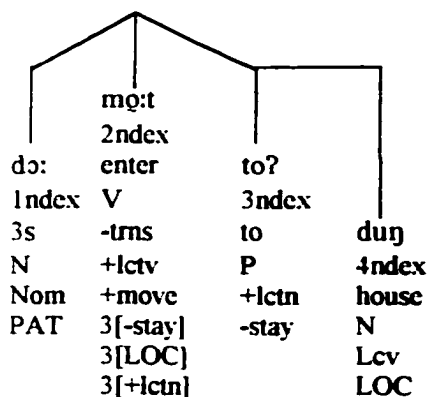 dɔ:
1ndex
3s
N
Nom
PAT
mǫ:t
2ndex
enter
V
-trns
+lctv
+move
3[-stay]
3[LOC]
3[+lctn]
to?
3ndex
to
P
+lctn
-stay
duŋ
4ndex
house
N
Lcv
LOC